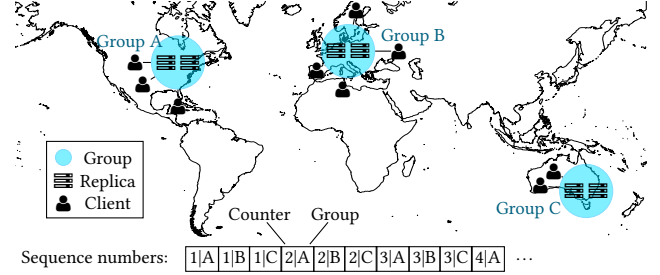 Group A
Group B
Group
Replica
Client
Group C
Counter
Group
Sequence numbers: 1|A 1|B 1|C 2|A 2|B 2|C 3|A 3|B 3|C 4|A ...